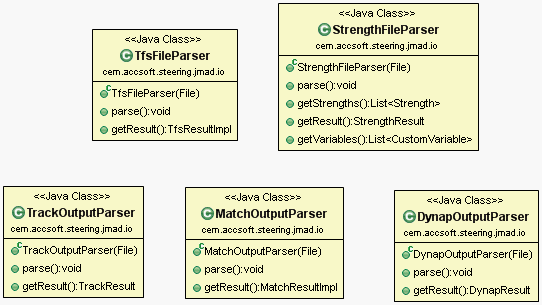 <<Java Class>>
TfsFileParser
cern.accsoft.steering.jmad.io
TfsFileParser(File)
parse():void
getResult():TfsResultImpl
<<Java Class>>
StrengthFileParser
cern.accsoft.steering.jmad.io
StrengthFileParser(File)
parse():void
getStrengths():List<Strength>
getResult():StrengthResult
getVariables():List<CustomVariable>
<<Java Class>>
TrackOutputParser
cern.accsoft.steering.jmad.io
TrackOutputParser(File)
parse():void
getResult():TrackResult
<<Java Class>>
MatchOutputParser
cern.accsoft.steering.jmad.io
MatchOutputParser(File)
parse():void
getResult():MatchResultImpl
<<Java Class>>
DynapOutputParser
cern.accsoft.steering.jmad.io
DynapOutputParser(File)
parse():void
getResult():DynapResult